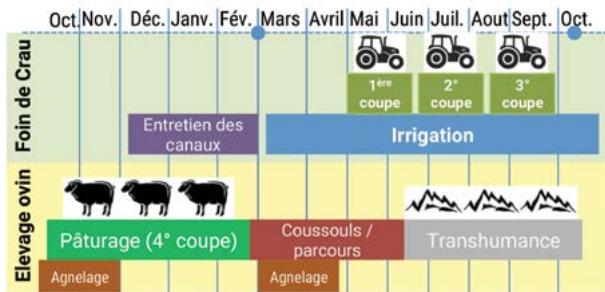 Oct. Nov. Déc. Janv. Fév. Mars Avril Mai Juin Juil. Aout Sept. Oct.
Foin de Crau
1ère coupe
2° coupe
3° coupe
Entretien des
canaux
Irrigation
Elevage ovin
Pâturage (4° coupe)
Coussouls /
parcours
Transhumance
Agnelage
Agnelage